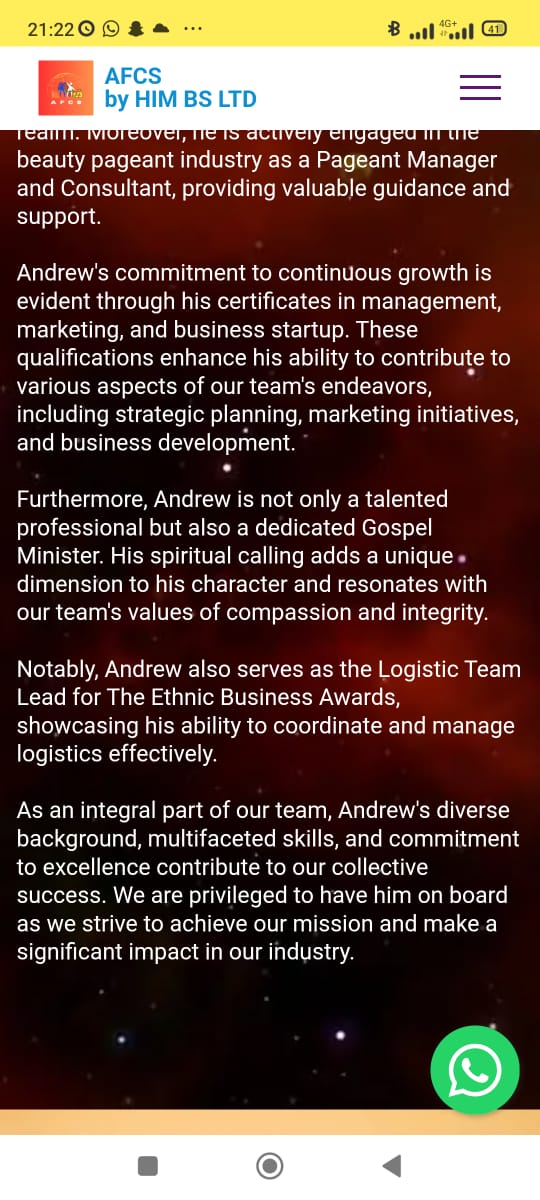 21:22
4G+
41
AFCS
AFCS
by HIM BS LTD
realm. Moreover, he is actively engaged in the
beauty pageant industry as a Pageant Manager
and Consultant, providing valuable guidance and
support.
Andrew's commitment to continuous growth is
evident through his certificates in management,
marketing, and business startup. These
qualifications enhance his ability to contribute to
various aspects of our team's endeavors,
including strategic planning, marketing initiatives,
and business development.
Furthermore, Andrew is not only a talented
professional but also a dedicated Gospel
Minister. His spiritual calling adds a unique
dimension to his character and resonates with
our team's values of compassion and integrity.
Notably, Andrew also serves as the Logistic Team
Lead for The Ethnic Business Awards,
showcasing his ability to coordinate and manage
logistics effectively.
As an integral part of our team, Andrew's diverse
background, multifaceted skills, and commitment
to excellence contribute to our collective
success. We are privileged to have him on board
as we strive to achieve our mission and make a
significant impact in our industry.